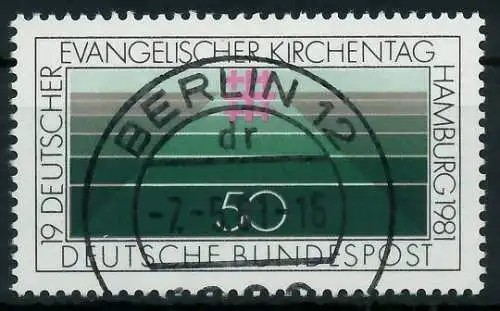 19 DEUTSCHER EVANGELISCHER KIRCHENTAG HAMBURG 1981
BERLIN 12
dr
50
DEUTSCHE BUNDESPOST